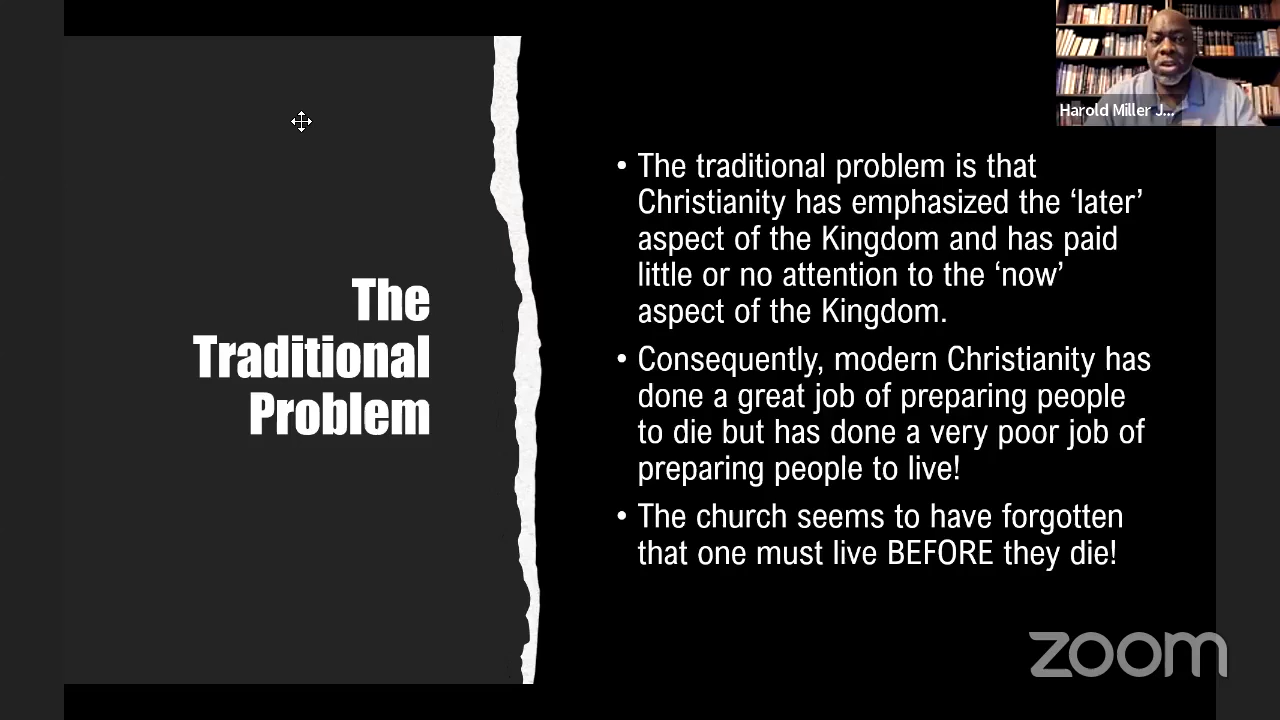 Harold Miller J...
The
Traditional
Problem
• The traditional problem is that
Christianity has emphasized the ‘later’
aspect of the Kingdom and has paid
little or no attention to the ‘now’
aspect of the Kingdom.
• Consequently, modern Christianity has
done a great job of preparing people
to die but has done a very poor job of
preparing people to live!
• The church seems to have forgotten
that one must live BEFORE they die!
zoom